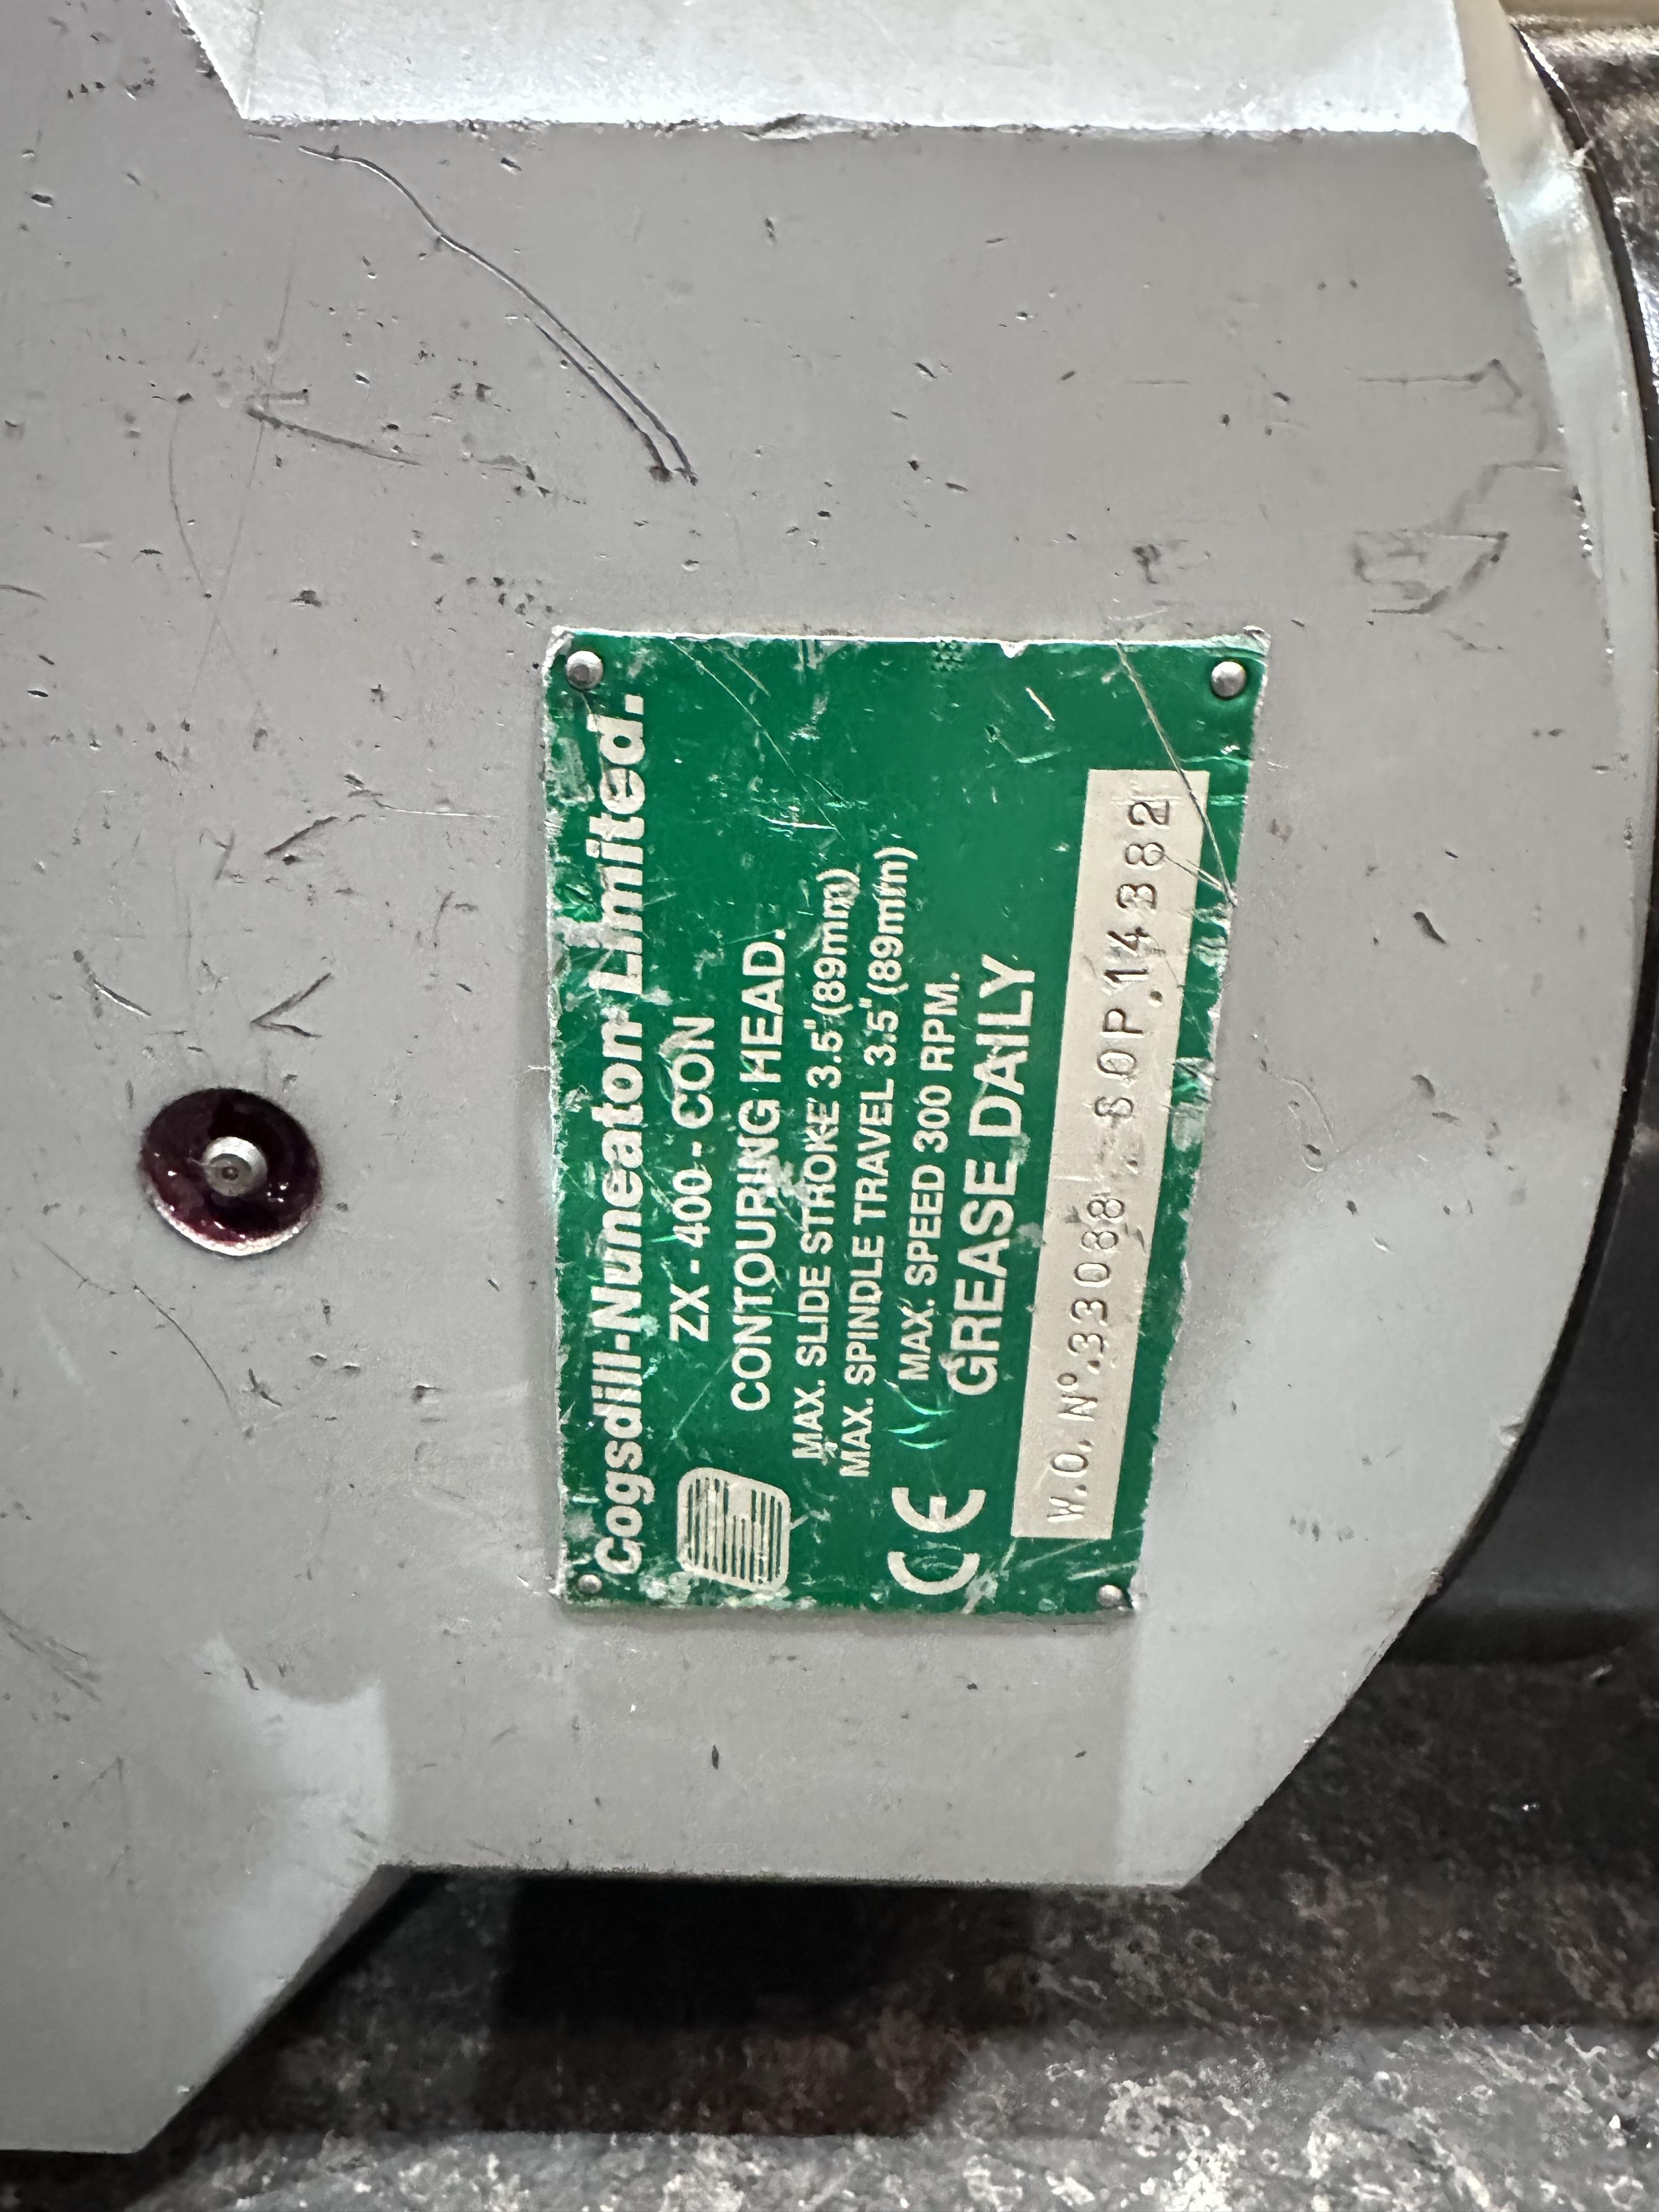 Cogsdill-Nuneaton Limited.
ZX - 400 - CON
CONTOURING HEAD.
MAX. SLIDE STROKE 3.5" (89mm)
MAX. SPINDLE TRAVEL 3.5" (89mm)
MAX. SPEED 300 RPM.
CE GREASE DAILY
W.O. Nº.33088 SOP.14382